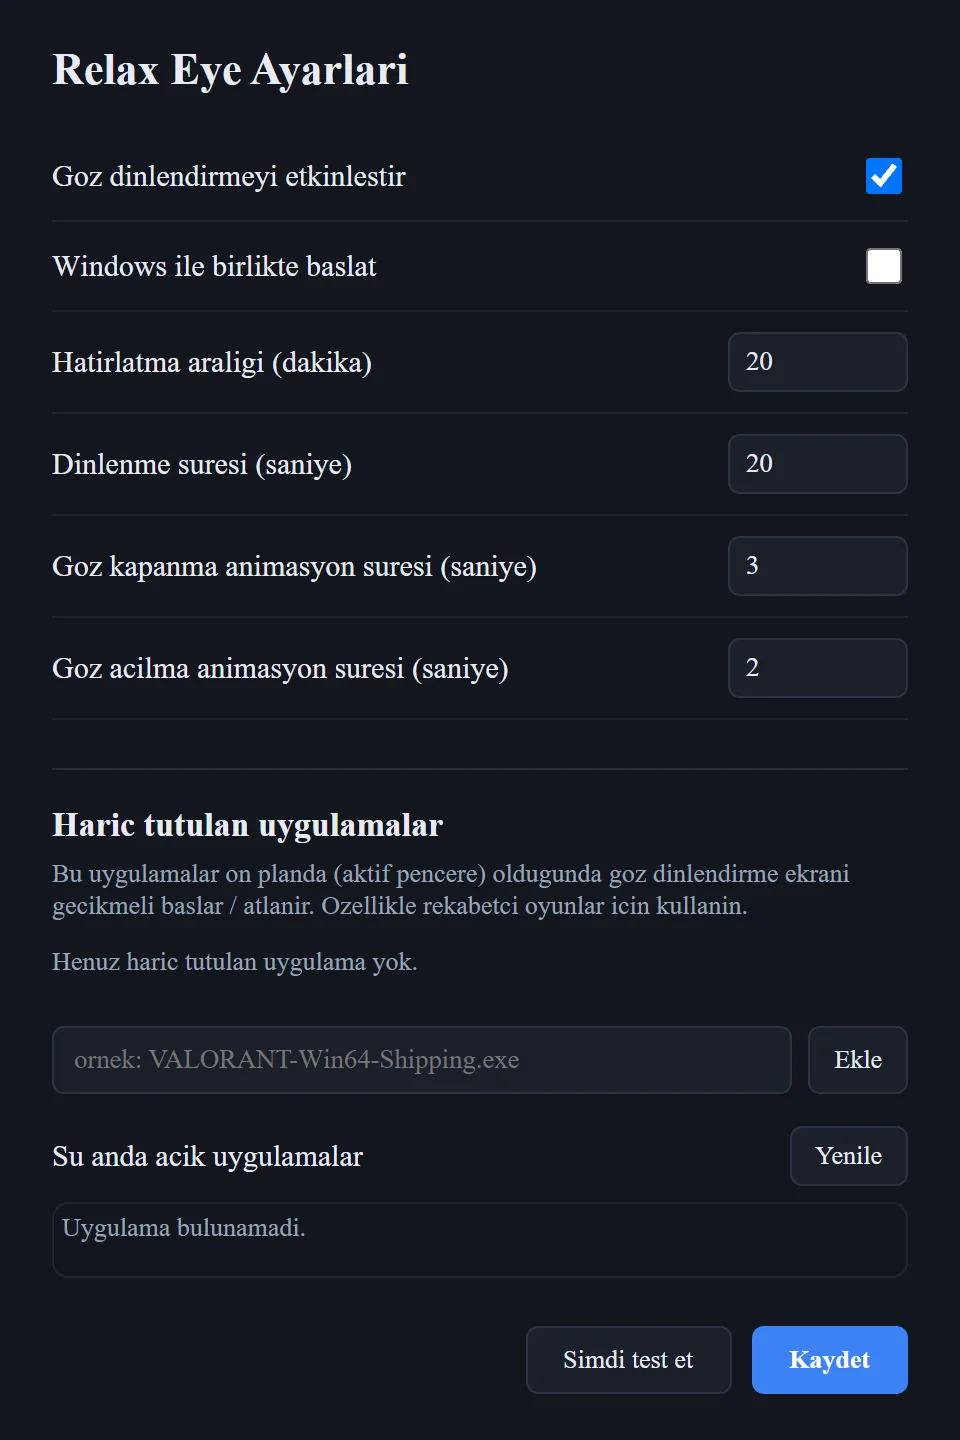 Relax Eye Ayarlari
Goz dinlendirmeyi etkinlestir
Windows ile birlikte baslat
Hatirlatma araligi (dakika)
20
Dinlenme suresi (saniye)
20
Goz kapanma animasyon suresi (saniye)
3
Goz acilma animasyon suresi (saniye)
2
Haric tutulan uygulamalar
Bu uygulamalar on planda (aktif pencere) oldugunda goz dinlendirme ekrani
gecikmeli baslar / atlanir. Ozellikle rekabetci oyunlar icin kullanin.
Henuz haric tutulan uygulama yok.
ornek: VALORANT-Win64-Shipping.exe
Ekle
Su anda acik uygulamalar
Yenile
Uygulama bulunamadi.
Simdi test et
Kaydet